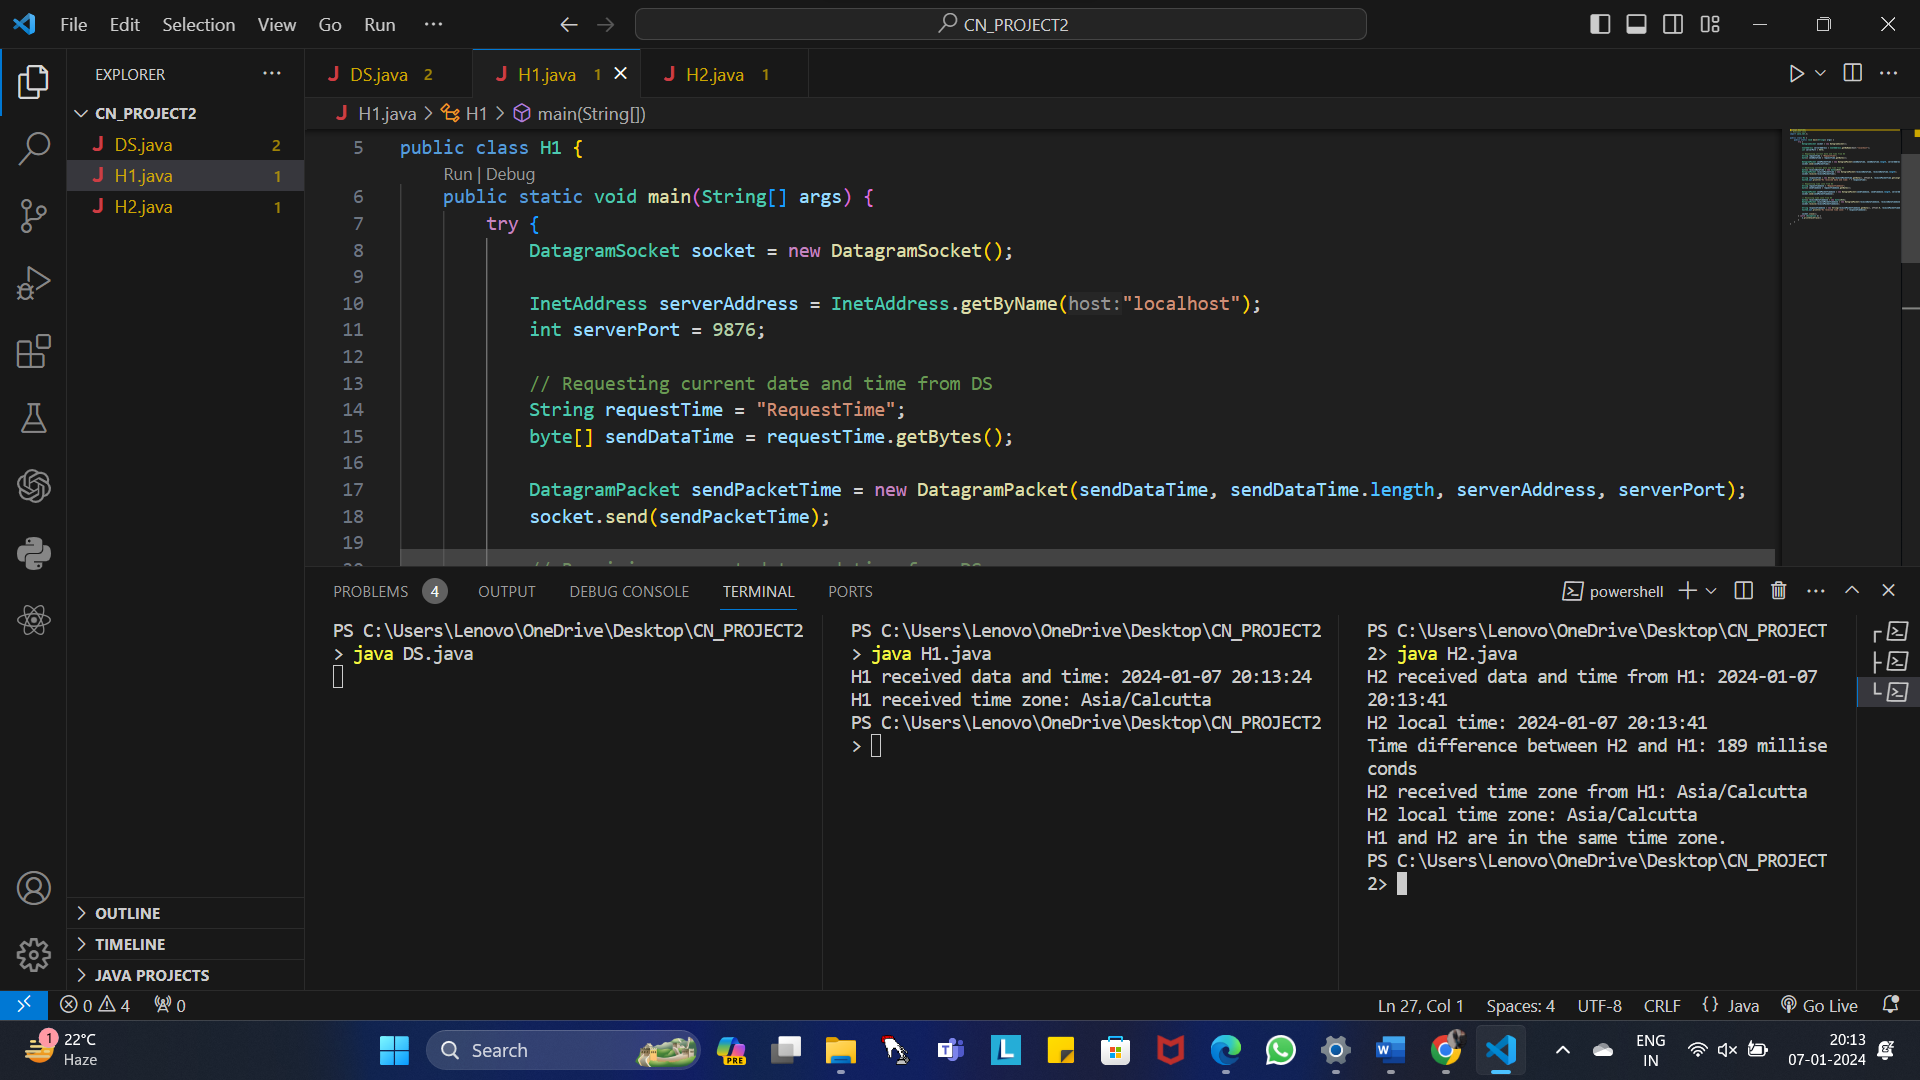 File Edit Selection View Go Run ···
CN_PROJECT2
EXPLORER
CN_PROJECT2
DS.java 2
H1.java 1
H2.java 1
OUTLINE
TIMELINE
JAVA PROJECTS
DS.java 2 H1.java 1 H2.java 1
H1.java > H1 > main(String[])
5 public class H1 {
Run | Debug
6 public static void main(String[] args) {
7 try {
8 DatagramSocket socket = new DatagramSocket();
9
10 InetAddress serverAddress = InetAddress.getByName(host:"localhost");
11 int serverPort = 9876;
12
13 // Requesting current date and time from DS
14 String requestTime = "RequestTime";
15 byte[] sendDataTime = requestTime.getBytes();
16
17 DatagramPacket sendPacketTime = new DatagramPacket(sendDataTime, sendDataTime.length, serverAddress, serverPort);
18 socket.send(sendPacketTime);
19
PROBLEMS 4 OUTPUT DEBUG CONSOLE TERMINAL PORTS
powershell
PS C:\Users\Lenovo\OneDrive\Desktop\CN_PROJECT2
> java DS.java
PS C:\Users\Lenovo\OneDrive\Desktop\CN_PROJECT2
> java H1.java
H1 received data and time: 2024-01-07 20:13:24
H1 received time zone: Asia/Calcutta
PS C:\Users\Lenovo\OneDrive\Desktop\CN_PROJECT2
>
PS C:\Users\Lenovo\OneDrive\Desktop\CN_PROJECT
2> java H2.java
H2 received data and time from H1: 2024-01-07
20:13:41
H2 local time: 2024-01-07 20:13:41
Time difference between H2 and H1: 189 millise
conds
H2 received time zone from H1: Asia/Calcutta
H2 local time zone: Asia/Calcutta
H1 and H2 are in the same time zone.
PS C:\Users\Lenovo\OneDrive\Desktop\CN_PROJECT
2>
0 4 0
Ln 27, Col 1 Spaces: 4 UTF-8 CRLF {} Java Go Live
1
22°C
Haze
Search
PRE
ENG
IN
20:13
07-01-2024